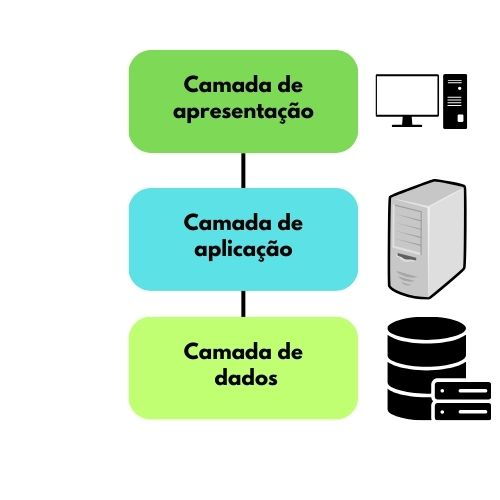 Camada de
apresentação
Camada de
aplicação
Camada de
dados